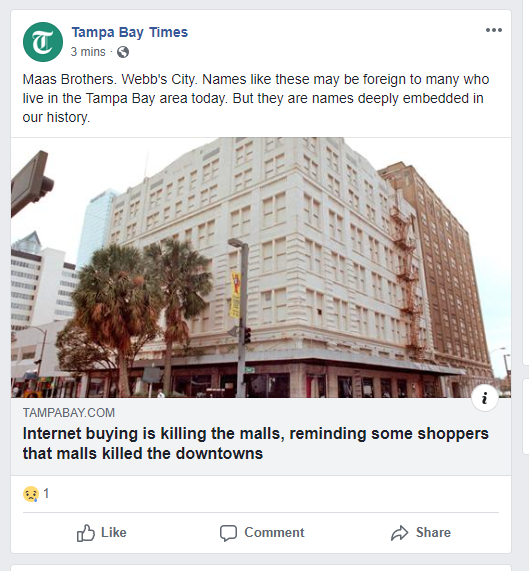 Tampa Bay Times
3 mins ·
Maas Brothers. Webb's City. Names like these may be foreign to many who
live in the Tampa Bay area today. But they are names deeply embedded in
our history.
TAMPABAY.COM
Internet buying is killing the malls, reminding some shoppers
that malls killed the downtowns
1
Like
Comment
Share